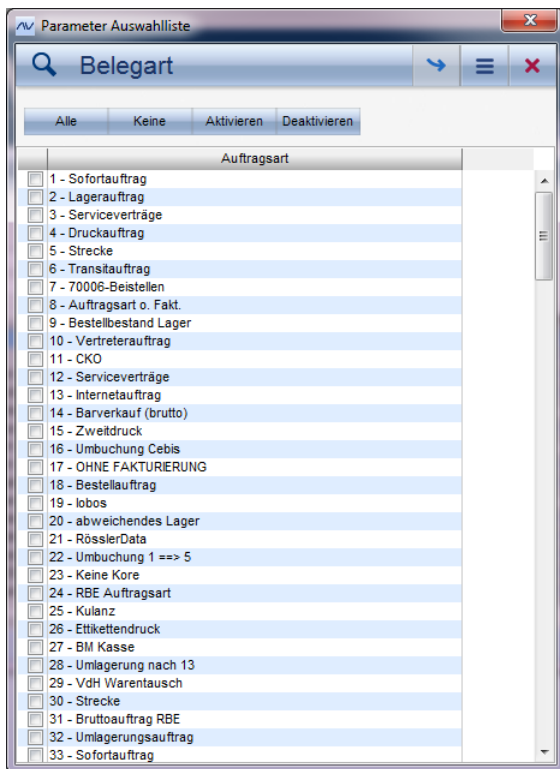 Parameter Auswahlliste
Belegart
Alle Keine Aktivieren Deaktivieren
Auftragsart
1 - Sofortauftrag
2 - Lagerauftrag
3 - Serviceverträge
4 - Druckauftrag
5 - Strecke
6 - Transitauftrag
7 - 70006-Beistellen
8 - Auftragsart o. Fakt.
9 - Bestellbestand Lager
10 - Vertreterauftrag
11 - CKO
12 - Serviceverträge
13 - Internetauftrag
14 - Barverkauf (brutto)
15 - Zweitdruck
16 - Umbuchung Cebis
17 - OHNE FAKTURIERUNG
18 - Bestellauftrag
19 - lobos
20 - abweichendes Lager
21 - RösslerData
22 - Umbuchung 1 ==> 5
23 - Keine Kore
24 - RBE Auftragsart
25 - Kulanz
26 - Ettikettendruck
27 - BM Kasse
28 - Umlagerung nach 13
29 - VdH Warentausch
30 - Strecke
31 - Bruttoauftrag RBE
32 - Umlagerungsauftrag
33 - Sofortauftrag